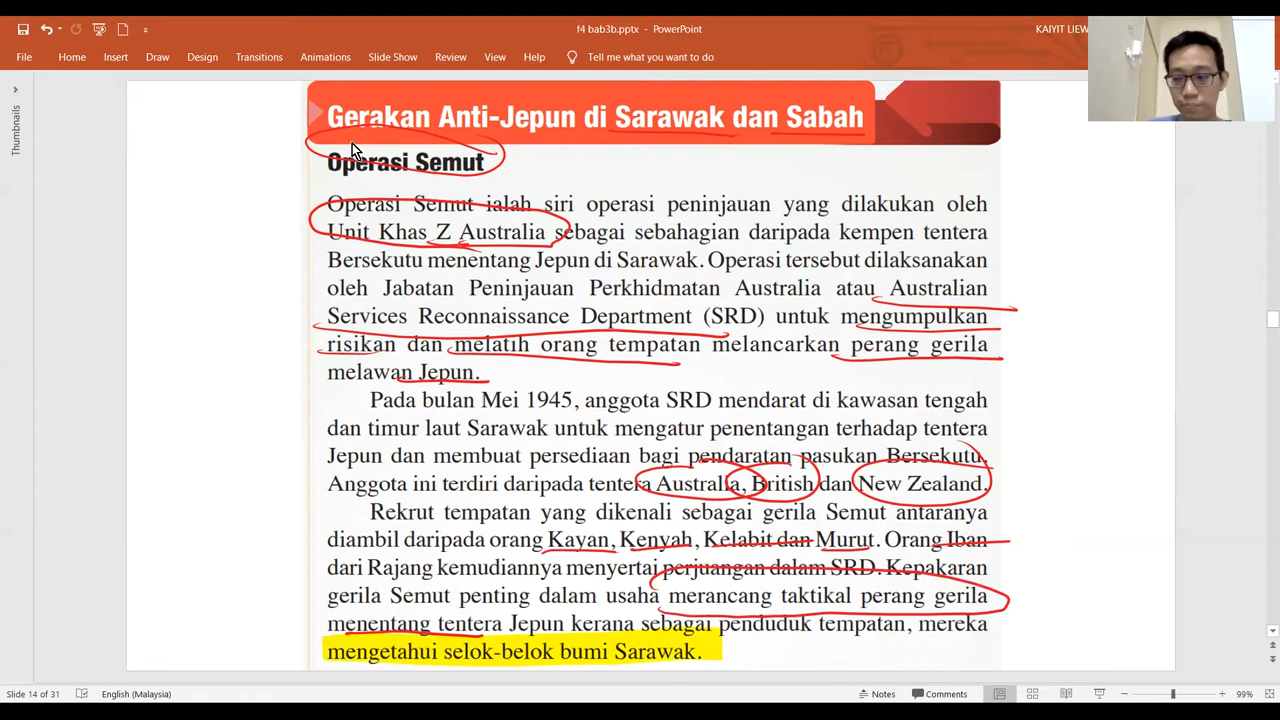 f4 bab3b.pptx - PowerPoint
KAIYIT LIEW
File Home Insert Draw Design Transitions Animations Slide Show Review View Help Tell me what you want to do
Thumbnails
Gerakan Anti-Jepun di Sarawak dan Sabah
Operasi Semut
Operasi Semut ialah siri operasi peninjauan yang dilakukan oleh
Unit Khas Z Australia sebagai sebahagian daripada kempen tentera
Bersekutu menentang Jepun di Sarawak. Operasi tersebut dilaksanakan
oleh Jabatan Peninjauan Perkhidmatan Australia atau Australian
Services Reconnaissance Department (SRD) untuk mengumpulkan
risikan dan melatih orang tempatan melancarkan perang gerila
melawan Jepun.
Pada bulan Mei 1945, anggota SRD mendarat di kawasan tengah
dan timur laut Sarawak untuk mengatur penentangan terhadap tentera
Jepun dan membuat persediaan bagi pendaratan pasukan Bersekutu.
Anggota ini terdiri daripada tentera Australia, British dan New Zealand.
Rekrut tempatan yang dikenali sebagai gerila Semut antaranya
diambil daripada orang Kayan, Kenyah, Kelabit dan Murut. Orang Iban
dari Rajang kemudiannya menyertai perjuangan dalam SRD. Kepakaran
gerila Semut penting dalam usaha merancang taktikal perang gerila
menentang tentera Jepun kerana sebagai penduduk tempatan, mereka
mengetahui selok-belok bumi Sarawak.
Slide 14 of 31 English (Malaysia) Notes Comments 99%